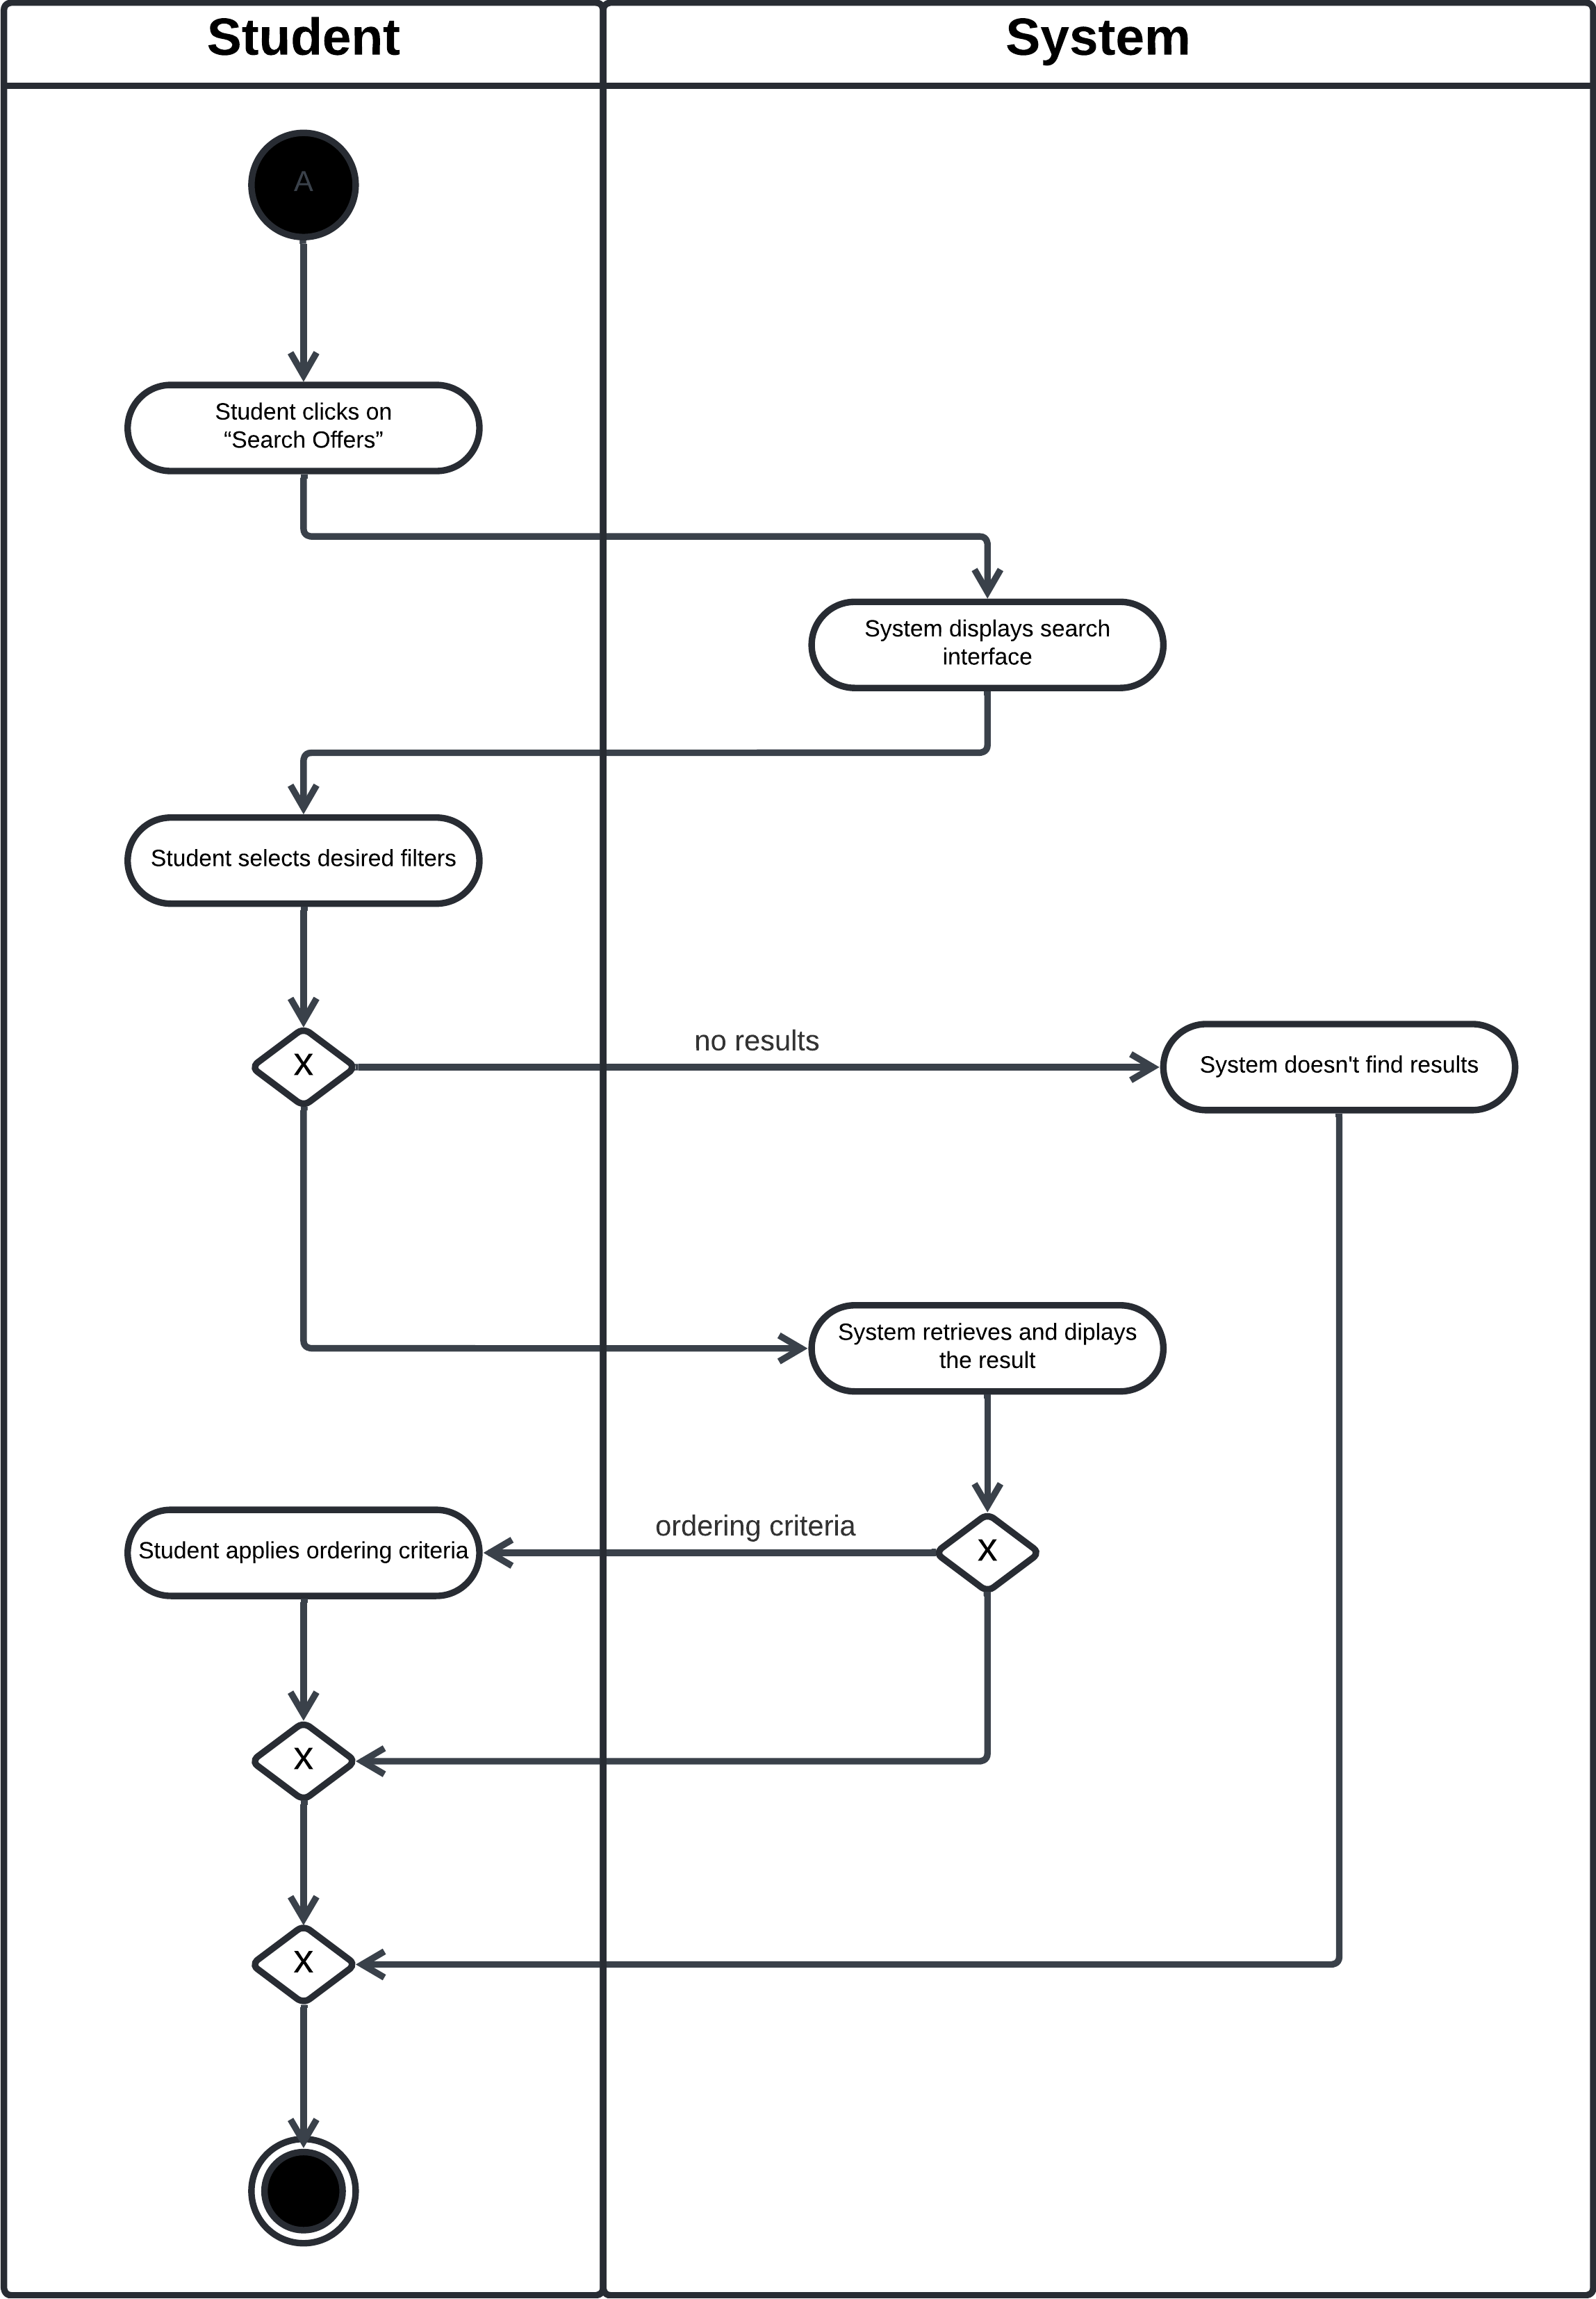 Student
System
A
Student clicks on
“Search Offers”
System displays search
interface
Student selects desired filters
no results
X
System doesn't find results
System retrieves and diplays
the result
ordering criteria
Student applies ordering criteria
X
X
X